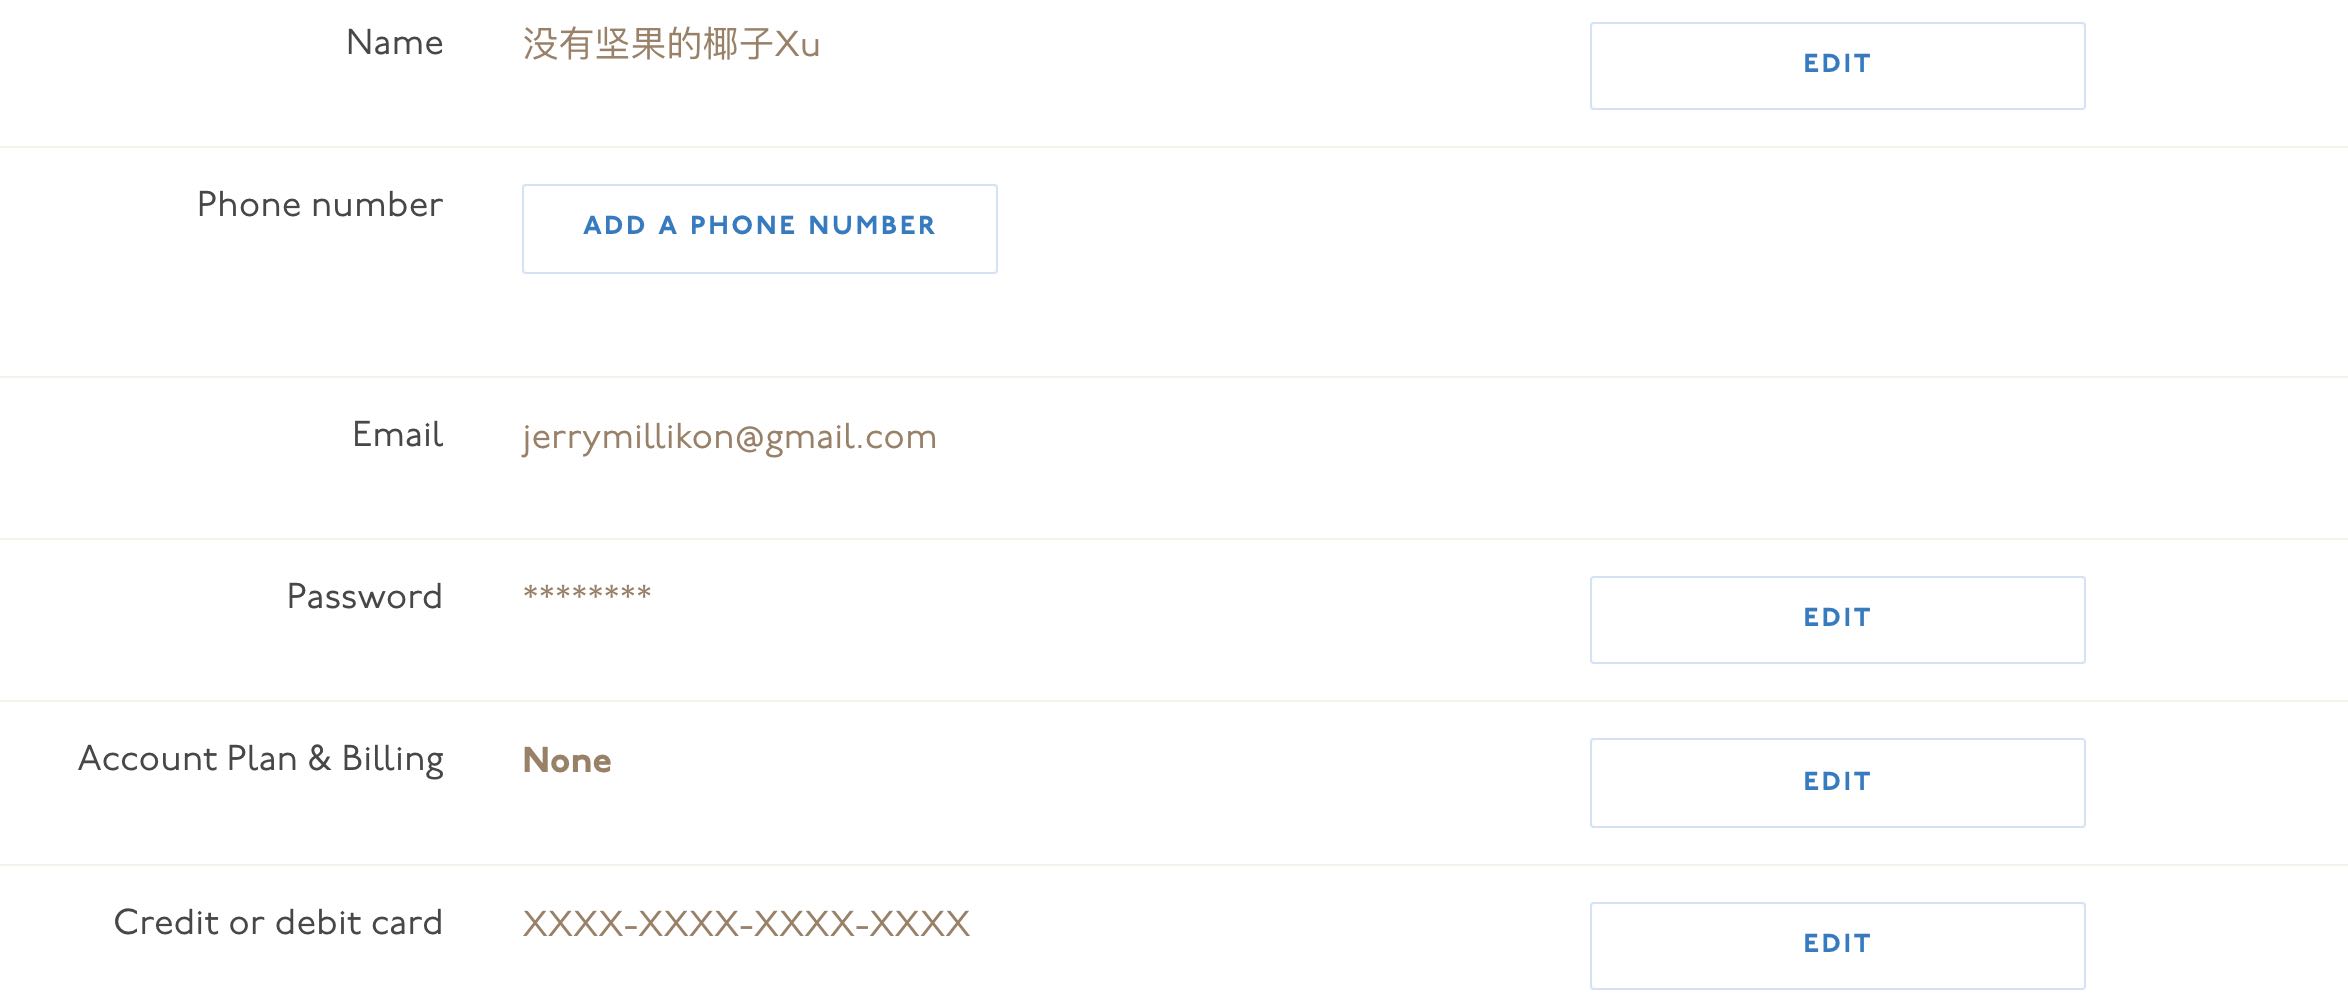 Name 没有坚果的椰子Xu EDIT
Phone number ADD A PHONE NUMBER
Email jerrymillikon@gmail.com
Password ******** EDIT
Account Plan & Billing None EDIT
Credit or debit card XXXX-XXXX-XXXX-XXXX EDIT